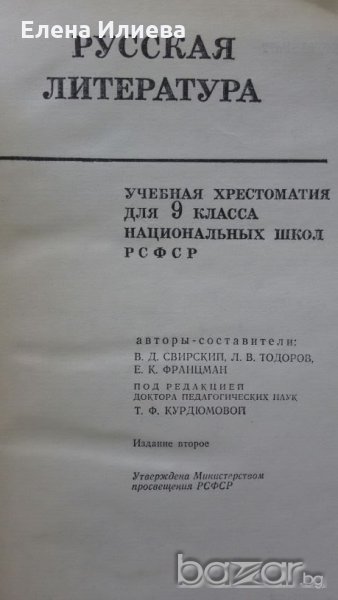 Елена Илиева
РУССКАЯ
ЛИТЕРАТУРА
УЧЕБНАЯ ХРЕСТОМАТИЯ
ДЛЯ 9 КЛАССА
НАЦИОНАЛЬНЫХ ШКОЛ
РСФСР
авторы-составители:
В. Д. СВИРСКИЙ, Л. В. ТОДОРОВ,
Е. К. ФРАНЦМАН
ПОД РЕДАКЦИЕЙ
ДОКТОРА ПЕДАГОГИЧЕСКИХ НАУК
Т. Ф. КУРДЮМОВОЙ
Издание второе
Утверждена Министерством
просвещения РСФСР
bazar.bg